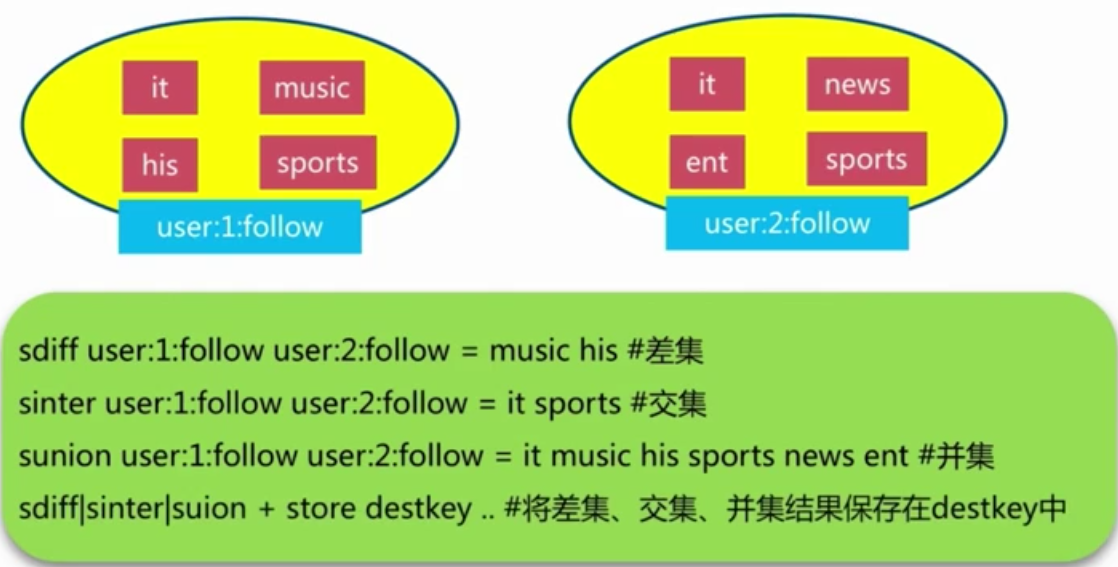 it music
his sports
user:1:follow
it news
ent sports
user:2:follow
sdiff user:1:follow user:2:follow = music his #差集
sinter user:1:follow user:2:follow = it sports #交集
sunion user:1:follow user:2:follow = it music his sports news ent #并集
sdiff|sinter|suion + store destkey .. #将差集、交集、并集结果保存在destkey中